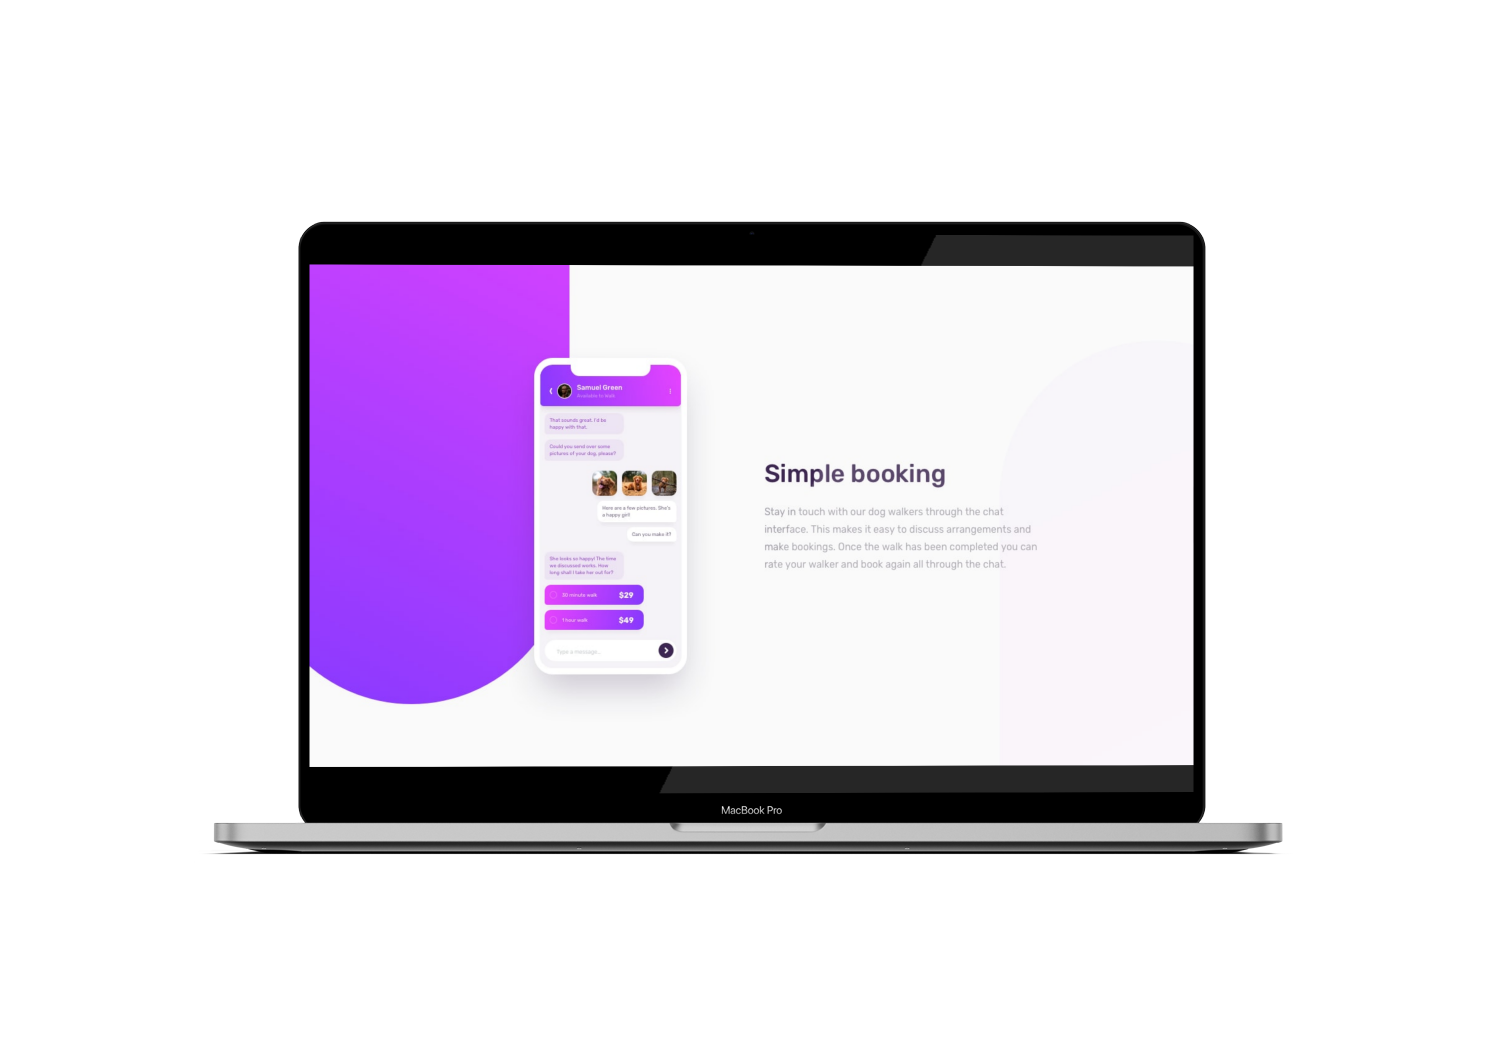 Samuel Green
Available to Walk
That sounds great. I'd be
happy with that.
Could you send over some
pictures of your dog, please?
Here are a few pictures. She's
a happy girl.
Can you make it?
She looks so happy! The time
we discussed works. How
long shall I take her out for?
30 minute walk $29
1 hour walk $49
Type a message...
Simple booking
Stay in touch with our dog walkers through the chat
interface. This makes it easy to discuss arrangements and
make bookings. Once the walk has been completed you can
rate your walker and book again all through the chat.
MacBook Pro